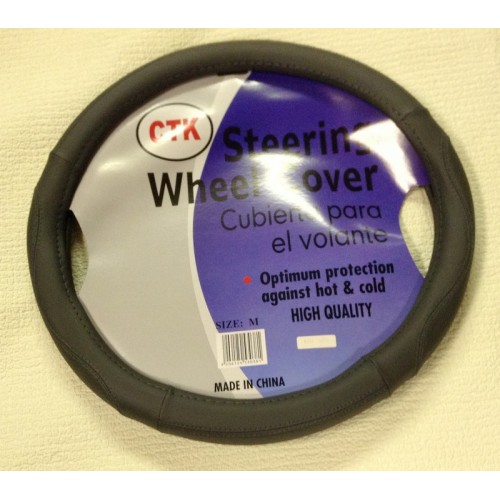 CTK
Steering
Wheel Cover
Cubierta para
el volante
Optimum protection
against hot & cold
HIGH QUALITY
SIZE: M
MADE IN CHINA